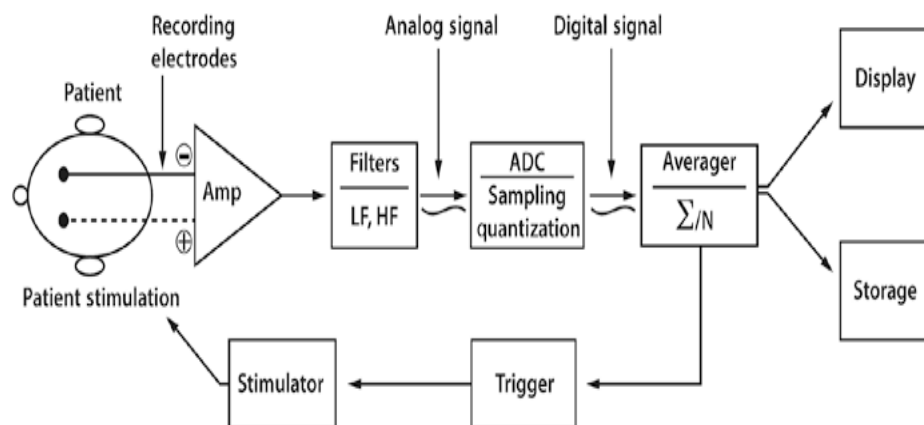 Recording
electrodes
Analog signal
Digital signal
Patient
Display
⊖
Amp
⊕
Filters
LF, HF
ADC
Sampling
quantization
Averager
Σ/N
Patient stimulation
Storage
Stimulator
Trigger